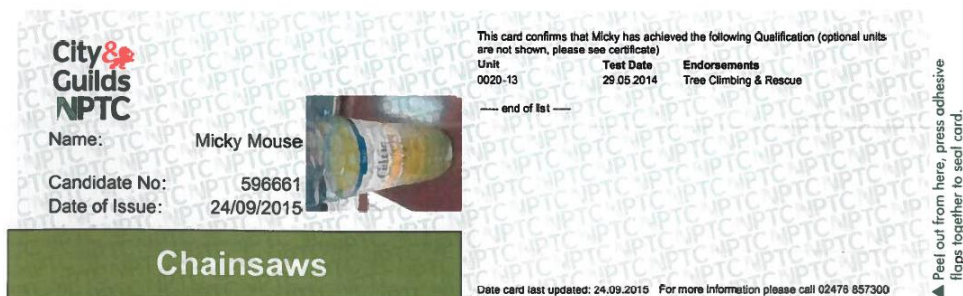 City&
Guilds
NPTC
Name: Micky Mouse
Candidate No: 596661
Date of Issue: 24/09/2015
Chainsaws
This card confirms that Micky has achieved the following Qualification (optional units
are not shown, please see certificate)
Unit Test Date Endorsements
0020-13 29.05.2014 Tree Climbing & Rescue
---- end of list ----
Date card last updated: 24.09.2015 For more information please call 02476 857300
▲ Peel out from here, press adhesive
flaps together to seal card.